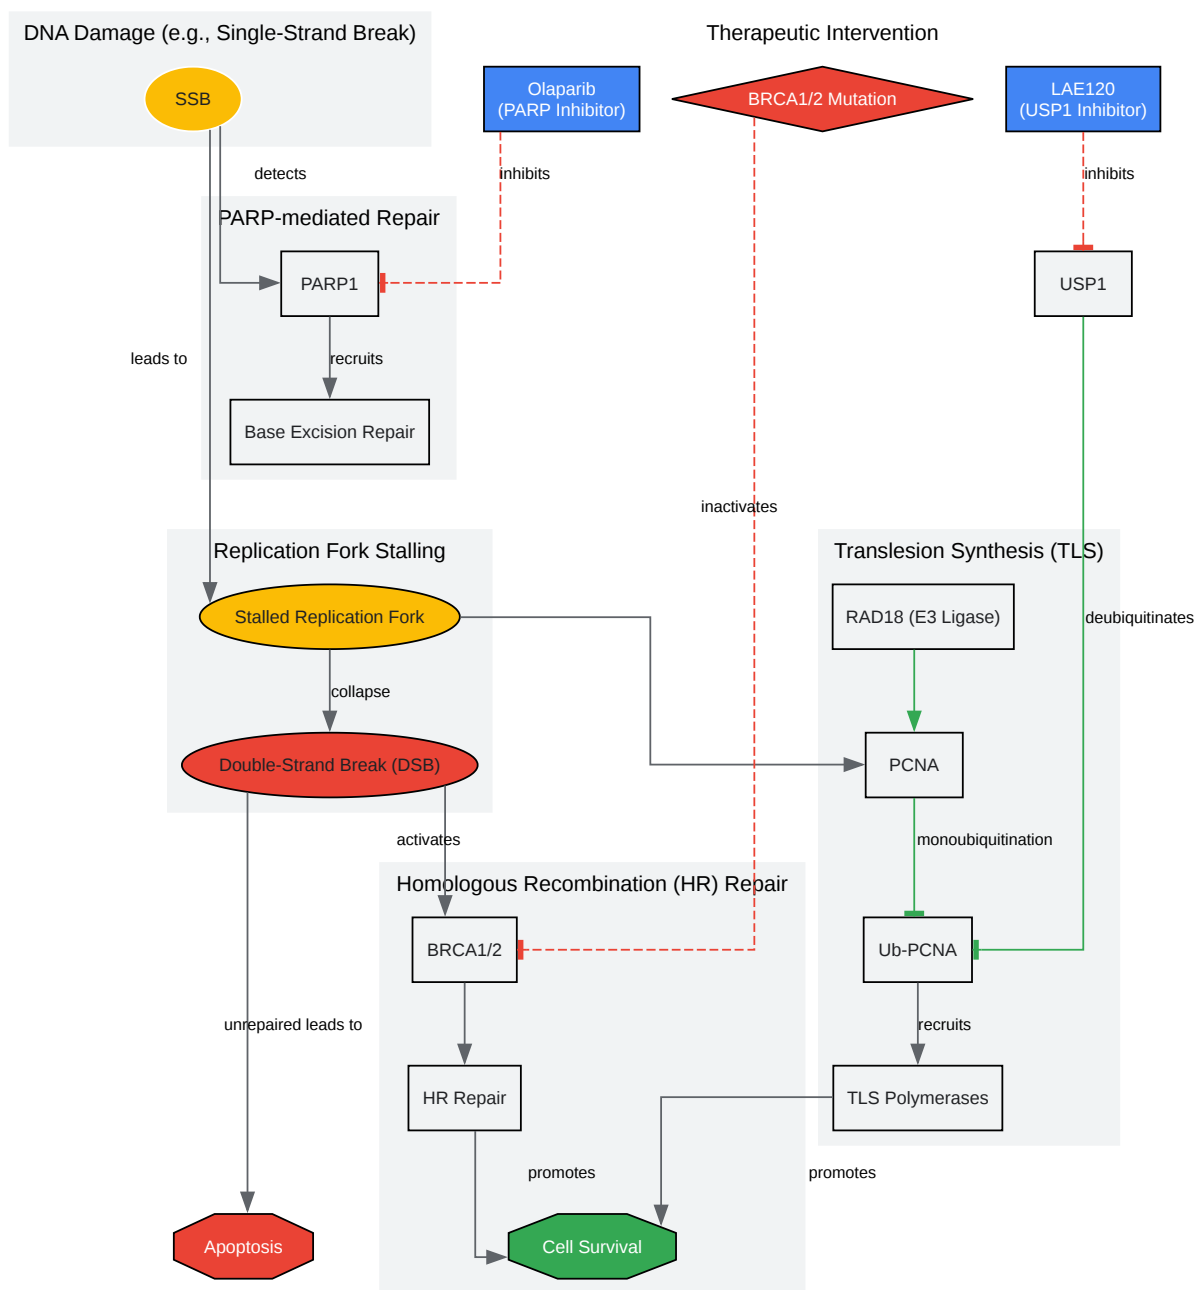 DNA Damage (e.g., Single-Strand Break)
Therapeutic Intervention
SSB
Olaparib
(PARP Inhibitor)
BRCA1/2 Mutation
LAE120
(USP1 Inhibitor)
detects
inhibits
inhibits
PARP-mediated Repair
PARP1
USP1
leads to
recruits
Base Excision Repair
inactivates
Replication Fork Stalling
Translesion Synthesis (TLS)
Stalled Replication Fork
RAD18 (E3 Ligase)
deubiquitinates
collapse
Double-Strand Break (DSB)
PCNA
activates
monoubiquitination
Homologous Recombination (HR) Repair
BRCA1/2
Ub-PCNA
unrepaired leads to
recruits
HR Repair
TLS Polymerases
promotes
promotes
Apoptosis
Cell Survival